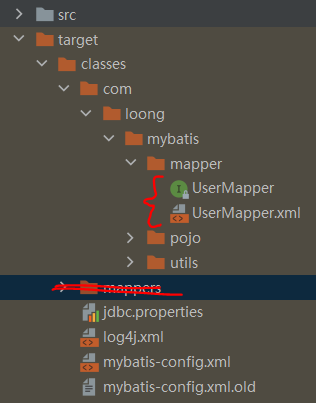 src
target
classes
com
loong
mybatis
mapper
UserMapper
UserMapper.xml
pojo
utils
mappers
jdbc.properties
log4j.xml
mybatis-config.xml
mybatis-config.xml.old